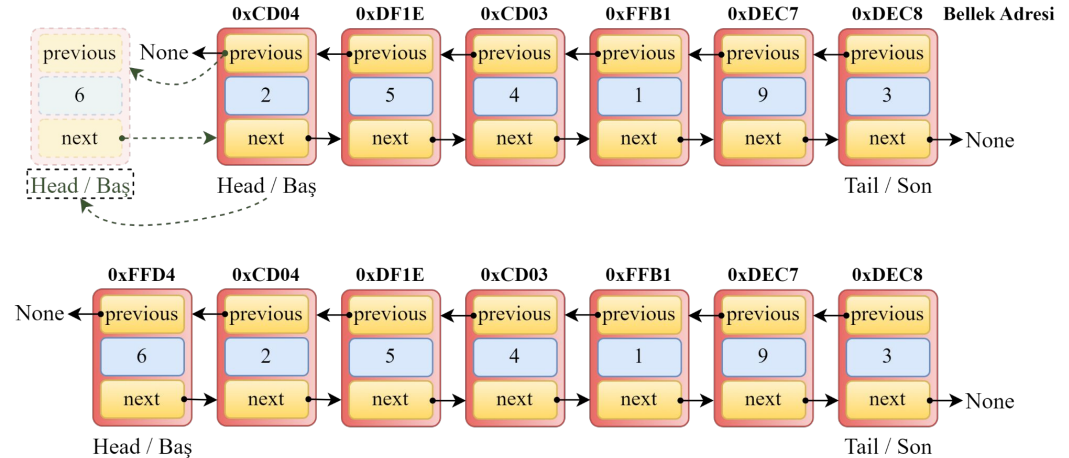 0xCD04 0xDF1E 0xCD03 0xFFB1 0xDEC7 0xDEC8 Bellek Adresi
previous None previous previous previous previous previous previous
6 2 5 4 1 9 3
next next next next next next next None
Head / Baş Head / Baş Tail / Son
0xFFD4 0xCD04 0xDF1E 0xCD03 0xFFB1 0xDEC7 0xDEC8
None previous previous previous previous previous previous previous
6 2 5 4 1 9 3
next next next next next next next None
Head / Baş Tail / Son